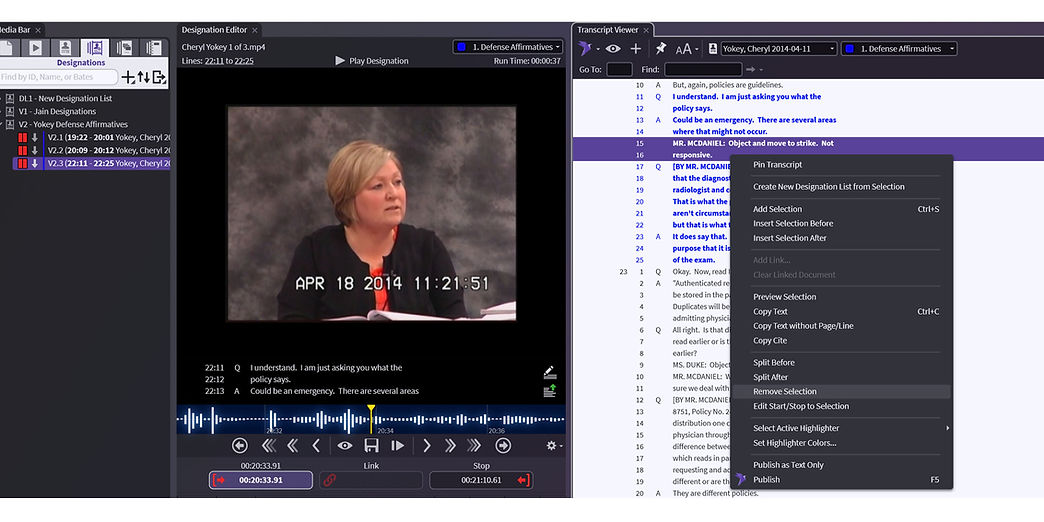 edia Bar ×
Designations
Find by ID, Name, or Dates
DL1 - New Designation List
V1 - Jain Designations
V2 - Yokey Defense Affirmatives
V2.1 (19:22 - 20:01 Yokey, Cheryl 20
V2.2 (20:09 - 20:12 Yokey, Cheryl 20
V2.3 (22:11 - 22:25 Yokey, Cheryl 20
Designation Editor ×
Cheryl Yokey 1 of 3.mp4
1. Defense Affirmatives
Lines: 22:11 to 22:25
Play Designation
Run Time: 00:00:37
APR 18 2014 11:21:51
22:11 Q I understand. I am just asking you what the
22:12 policy says.
22:13 A Could be an emergency. There are several areas
20:32
20:34
20:36
00:20:33.91
Link
Stop
00:20:33.91
00:21:10.61
Transcript Viewer ×
AA
Yokey, Cheryl 2014-04-11
1. Defense Affirmatives
Go To:
Find:
10 A But, again, policies are guidelines.
11 Q I understand. I am just asking you what the
12 policy says.
13 A Could be an emergency. There are several areas
14 where that might not occur.
15 MR. MCDANIEL: Object and move to strike. Not
16 responsive.
17 Q [BY MR. MCDANIE
18 that the diagnos
19 radiologist and c
20 That is what the
21 aren't circumsta
22 but that is what t
23 A It does say that.
24 purpose that it is
25 of the exam.
23 1 Q Okay. Now, read I
2 A "Authenticated re
3 be stored in the p
4 Duplicates will be
5 admitting physici
6 Q All right. Is that di
7 read earlier or is t
8 earlier?
9 MS. DUKE: Object
10 MR. MCDANIEL: W
11 sure we deal with
12 Q [BY MR. MCDANIE
13 8751, Policy No. 2
14 distribution one c
15 physician through
16 difference betwee
17 which reads in pa
18 requesting and ac
19 different or are th
20 A They are different policies.
Pin Transcript
Create New Designation List from Selection
Add Selection Ctrl+S
Insert Selection Before
Insert Selection After
Add Link...
Clear Linked Document
Preview Selection
Copy Text Ctrl+C
Copy Text without Page/Line
Copy Cite
Split Before
Split After
Remove Selection
Edit Start/Stop to Selection
Select Active Highlighter
Set Highlighter Colors...
Publish as Text Only
Publish F5